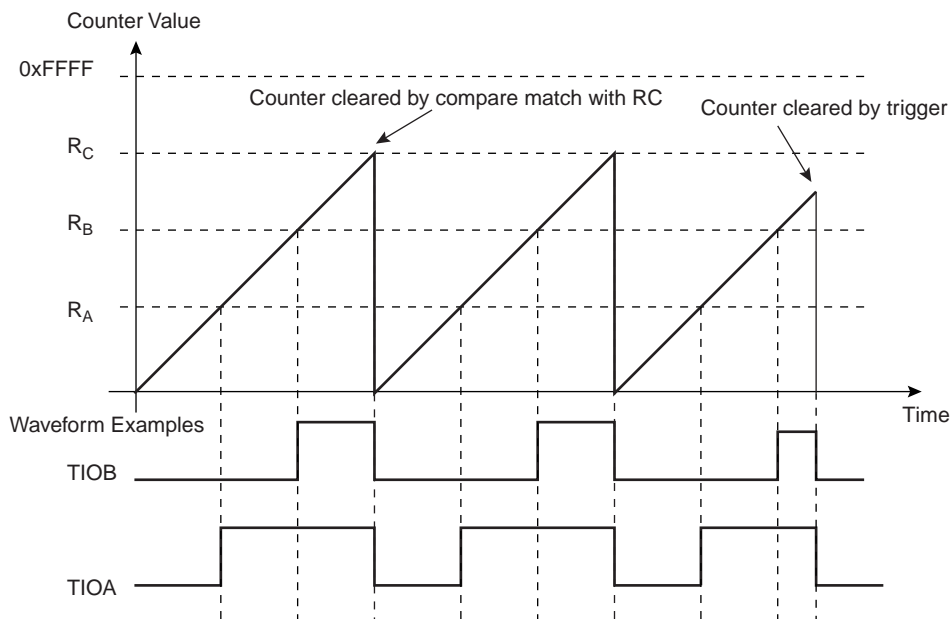 Counter Value
0xFFFF
Counter cleared by compare match with RC
Counter cleared by trigger
RC
RB
RA
Time
Waveform Examples
TIOB
TIOA